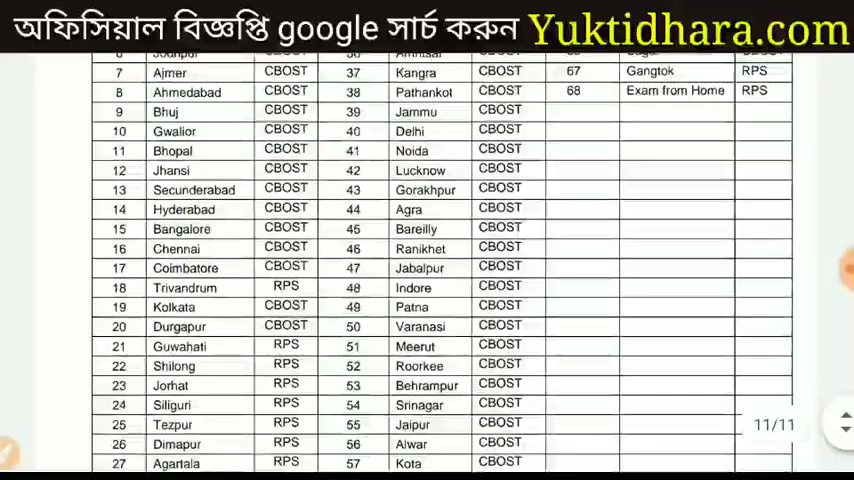 অফিসিয়াল বিজ্ঞপ্তি google সার্চ করুন Yuktidhara.com
7 Ajmer CBOST 37 Kangra CBOST 67 Gangtok RPS
8 Ahmedabad CBOST 38 Pathankot CBOST 68 Exam from Home RPS
9 Bhuj CBOST 39 Jammu CBOST
10 Gwalior CBOST 40 Delhi CBOST
11 Bhopal CBOST 41 Noida CBOST
12 Jhansi CBOST 42 Lucknow CBOST
13 Secunderabad CBOST 43 Gorakhpur CBOST
14 Hyderabad CBOST 44 Agra CBOST
15 Bangalore CBOST 45 Bareilly CBOST
16 Chennai CBOST 46 Ranikhet CBOST
17 Coimbatore CBOST 47 Jabalpur CBOST
18 Trivandrum RPS 48 Indore CBOST
19 Kolkata CBOST 49 Patna CBOST
20 Durgapur CBOST 50 Varanasi CBOST
21 Guwahati RPS 51 Meerut CBOST
22 Shilong RPS 52 Roorkee CBOST
23 Jorhat RPS 53 Behrampur CBOST
24 Siliguri RPS 54 Srinagar CBOST
25 Tezpur RPS 55 Jaipur CBOST 11/11
26 Dimapur RPS 56 Alwar CBOST
27 Agartala RPS 57 Kota CBOST